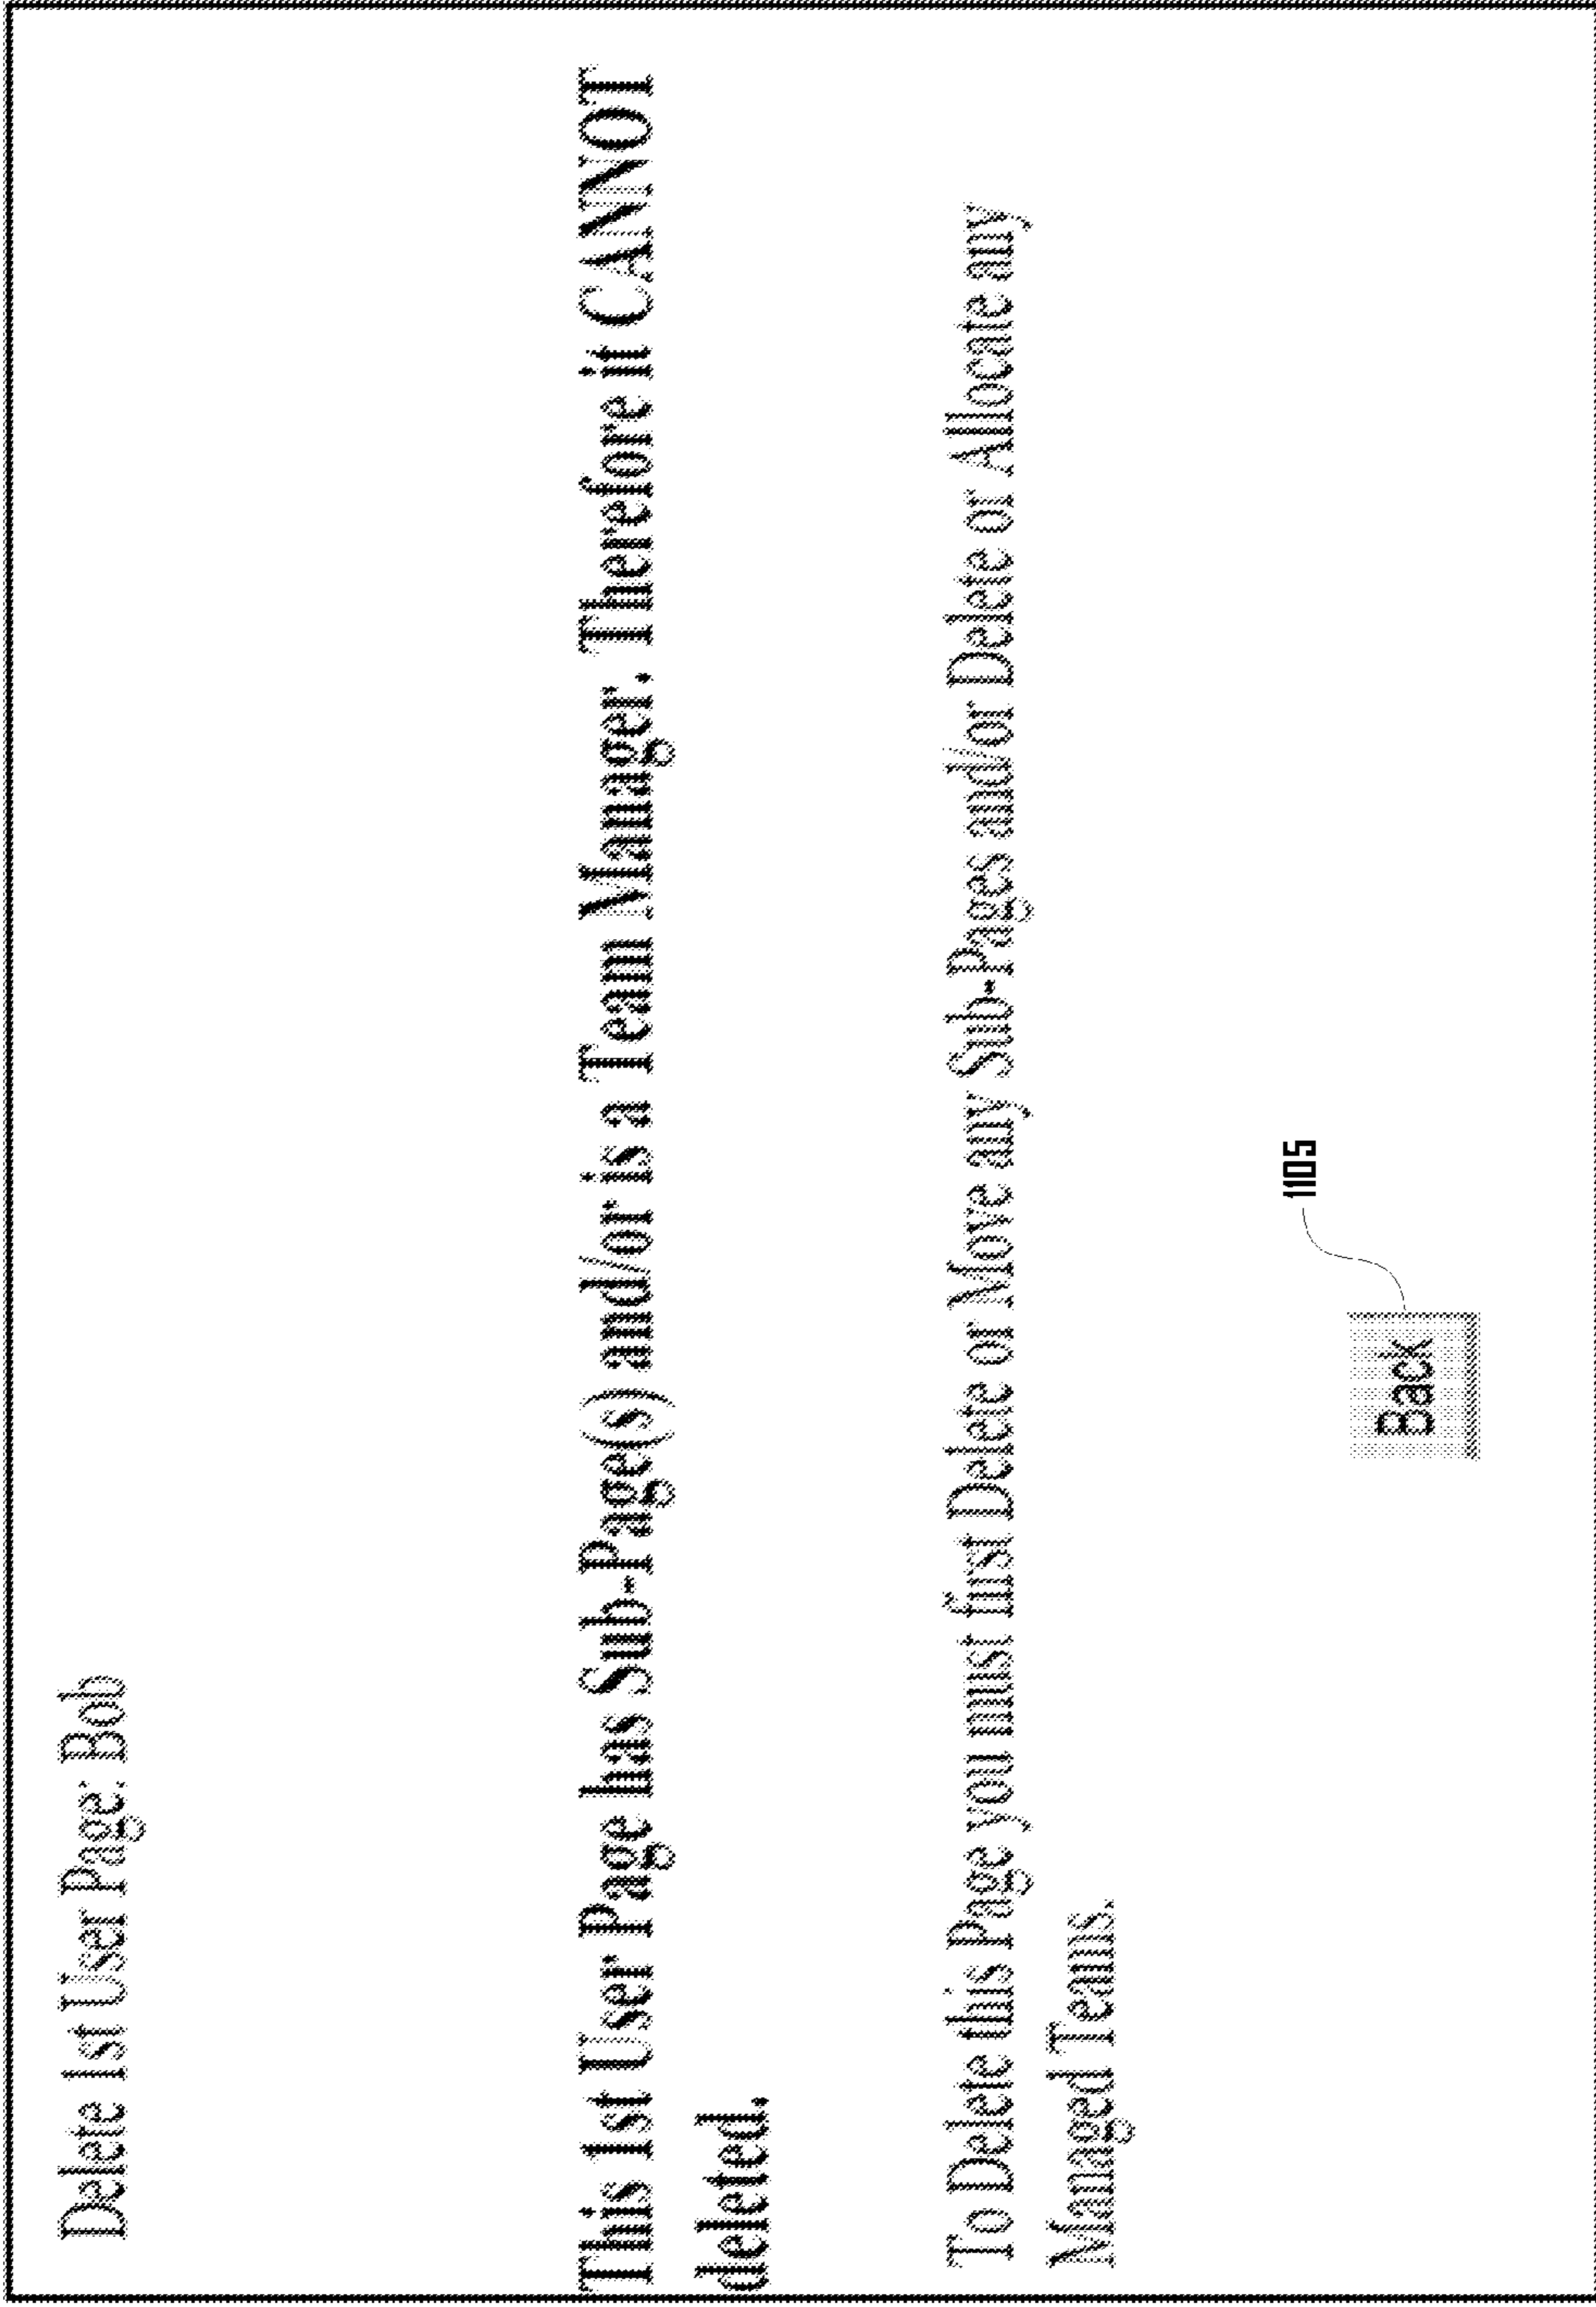 Delete 1st User Page: Bob
This 1st User Page has Sub-Page(s) and/or is a Team Manager. Therefore it CANNOT
deleted.
To Delete this Page you must first Delete or Move any Sub-Pages and/or Delete or Allocate any
Managed Teams.
1105
Back